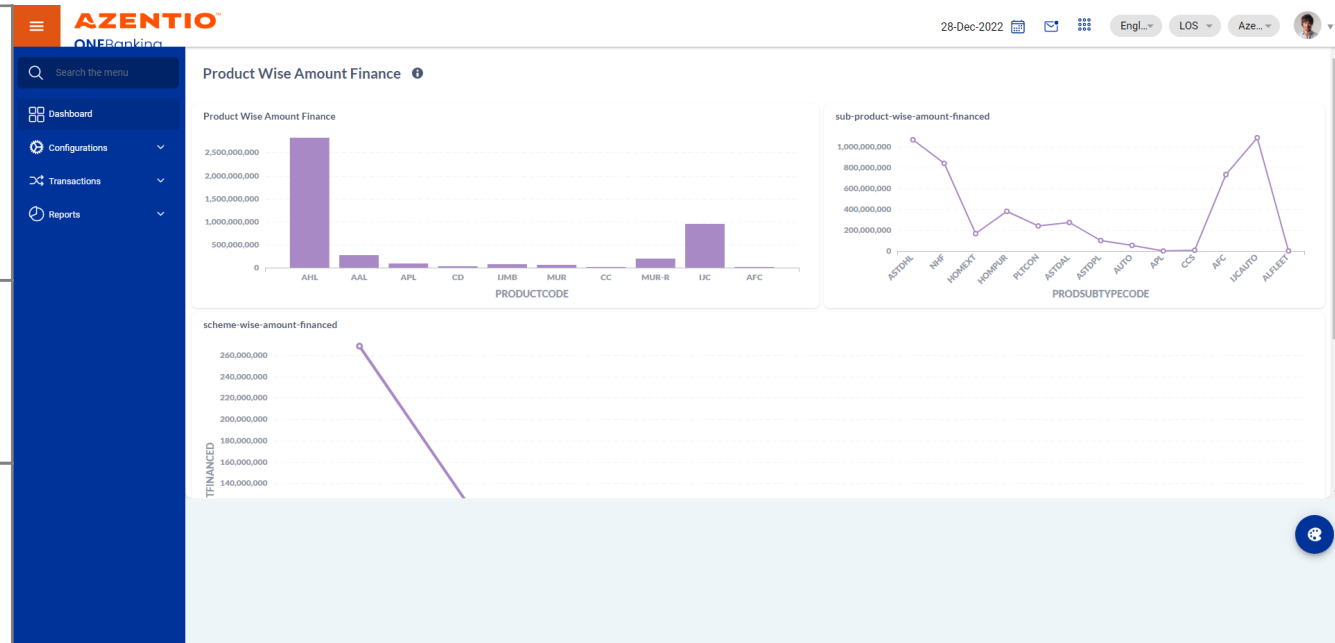 AZENTIO™
ONEBanking
28-Dec-2022
Engl...
LOS
Aze...
Search the menu
Dashboard
Configurations
Transactions
Reports
Product Wise Amount Finance
Product Wise Amount Finance
2,500,000,000
2,000,000,000
1,500,000,000
1,000,000,000
500,000,000
0
AHL AAL APL CD IJMB MUR CC MUR-R IJC AFC
PRODUCTCODE
sub-product-wise-amount-financed
1,000,000,000
800,000,000
600,000,000
400,000,000
200,000,000
0
ASTDHL NHF HOMEXT HOMPUR PLTCON ASTDAL ASTDPL AUTO APL CCS AFC IJCAUTO ALFLEET
PRODSUBTYPECODE
scheme-wise-amount-financed
260,000,000
240,000,000
220,000,000
200,000,000
180,000,000
160,000,000
140,000,000
TFINANCED